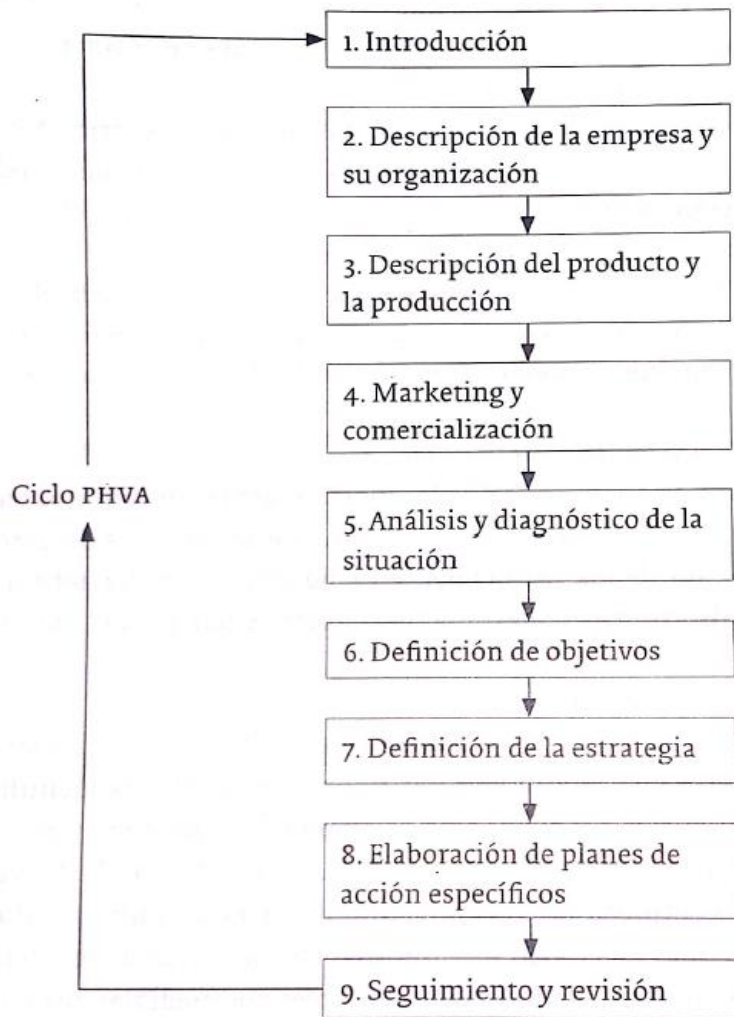 1. Introducción
2. Descripción de la empresa y
su organización
3. Descripción del producto y
la producción
4. Marketing y
comercialización
Ciclo PHVA
5. Análisis y diagnóstico de la
situación
6. Definición de objetivos
7. Definición de la estrategia
8. Elaboración de planes de
acción específicos
9. Seguimiento y revisión